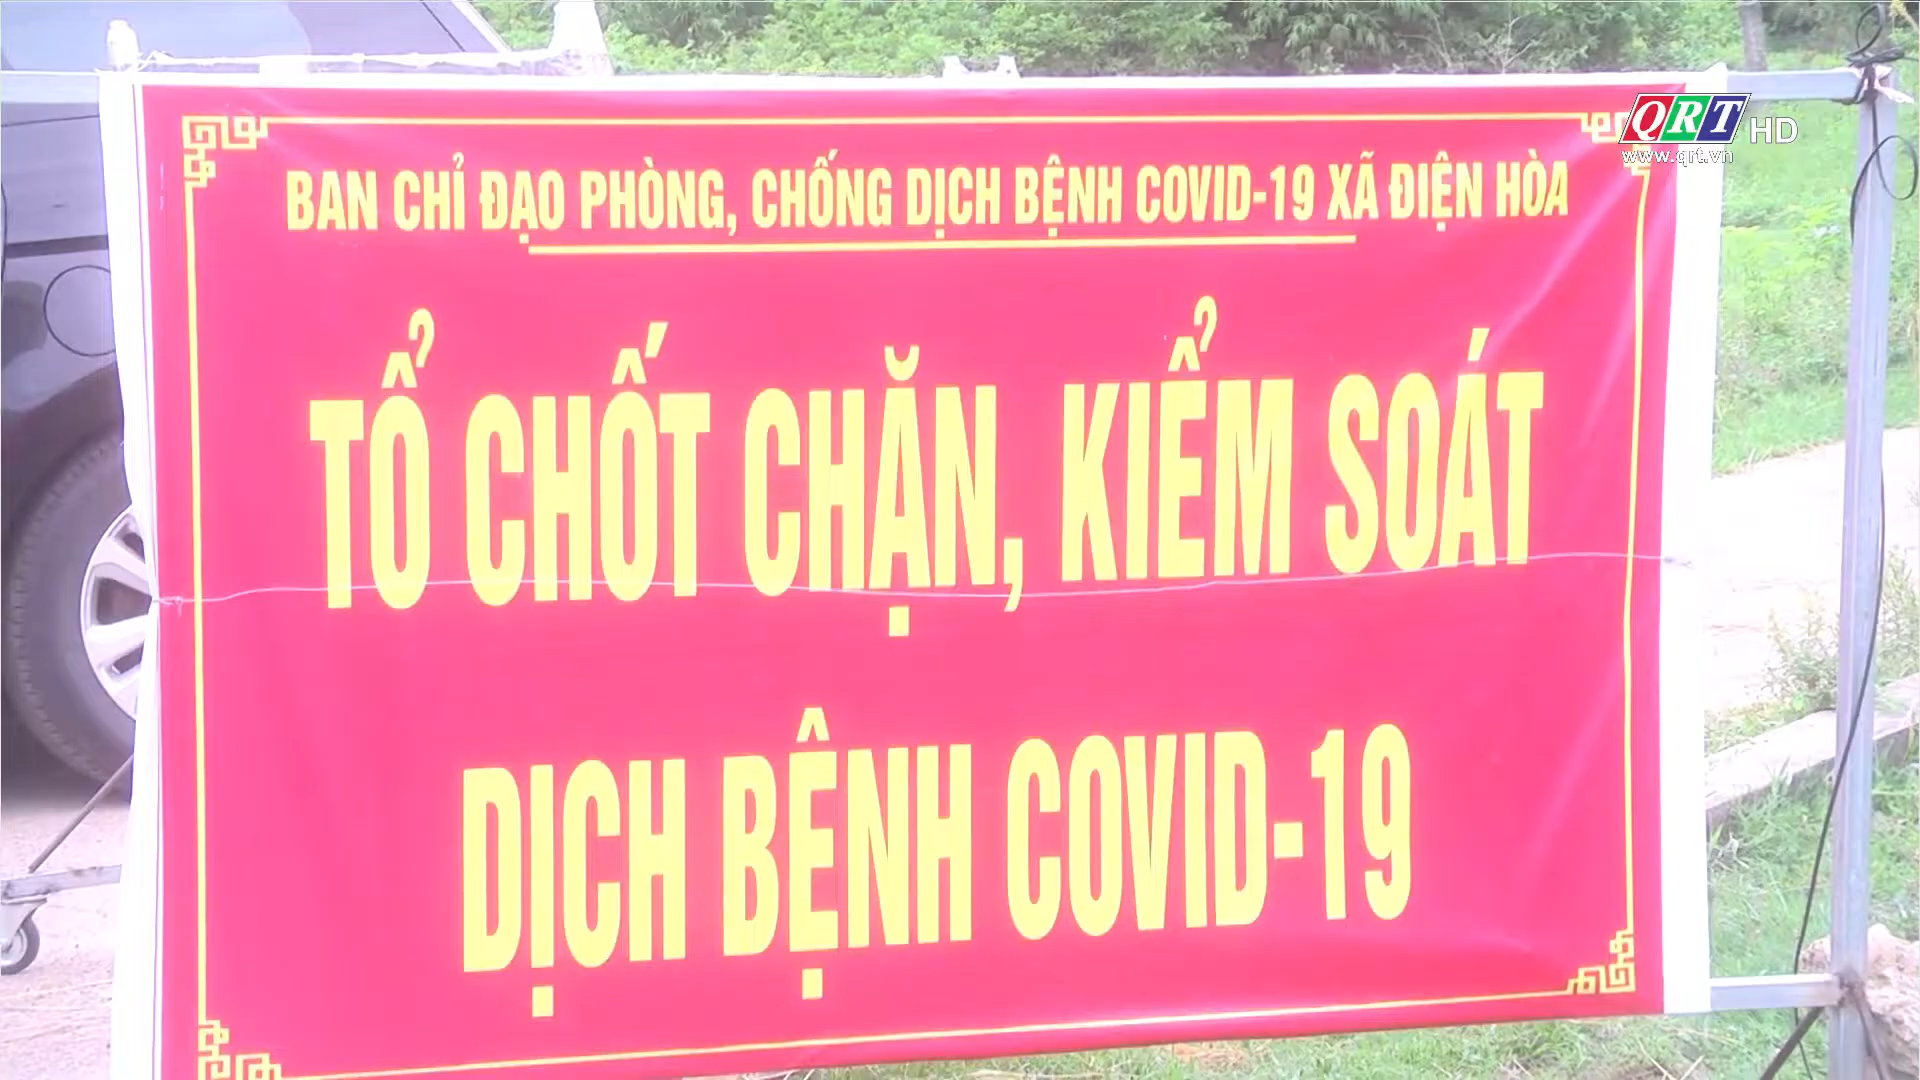 QRT HD
www.qrt.vn
BAN CHỈ ĐẠO PHÒNG, CHỐNG DỊCH BỆNH COVID-19 XÃ ĐIỆN HÒA
TỔ CHỐT CHẶN, KIỂM SOÁT
DỊCH BỆNH COVID-19